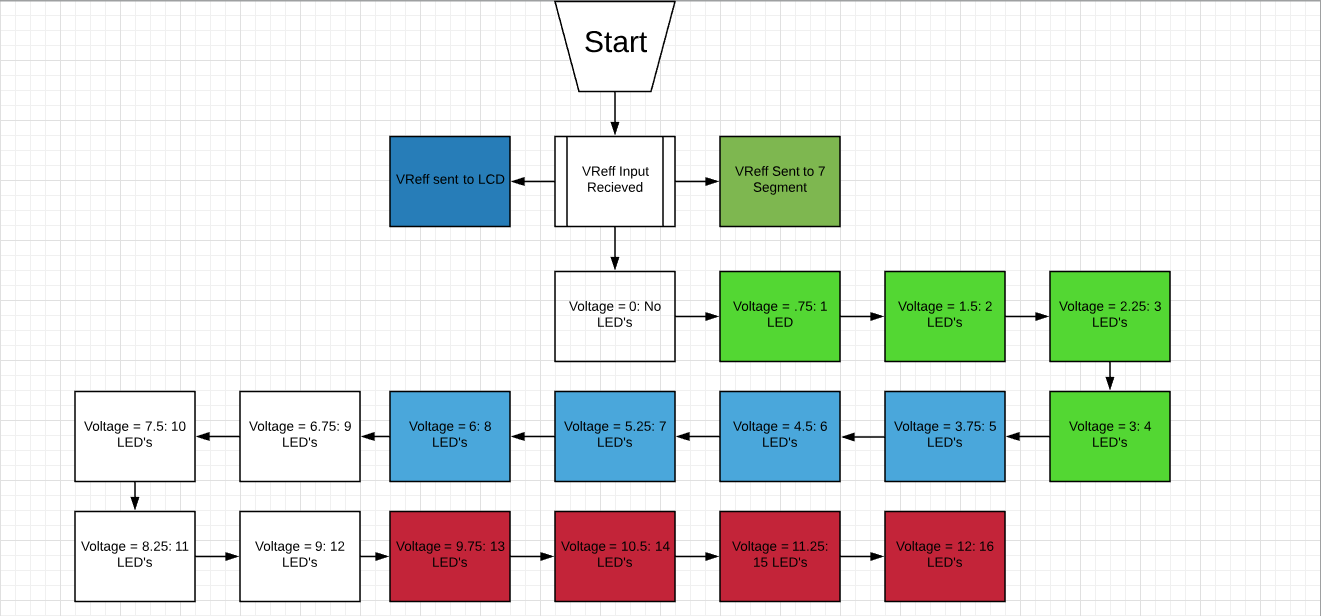 Start
VReff sent to LCD
VReff Input
Recieved
VReff Sent to 7
Segment
Voltage = 0: No
LED's
Voltage = .75: 1
LED
Voltage = 1.5: 2
LED's
Voltage = 2.25: 3
LED's
Voltage = 7.5: 10
LED's
Voltage = 6.75: 9
LED's
Voltage = 6: 8
LED's
Voltage = 5.25: 7
LED's
Voltage = 4.5: 6
LED's
Voltage = 3.75: 5
LED's
Voltage = 3: 4
LED's
Voltage = 8.25: 11
LED's
Voltage = 9: 12
LED's
Voltage = 9.75: 13
LED's
Voltage = 10.5: 14
LED's
Voltage = 11.25:
15 LED's
Voltage = 12: 16
LED's